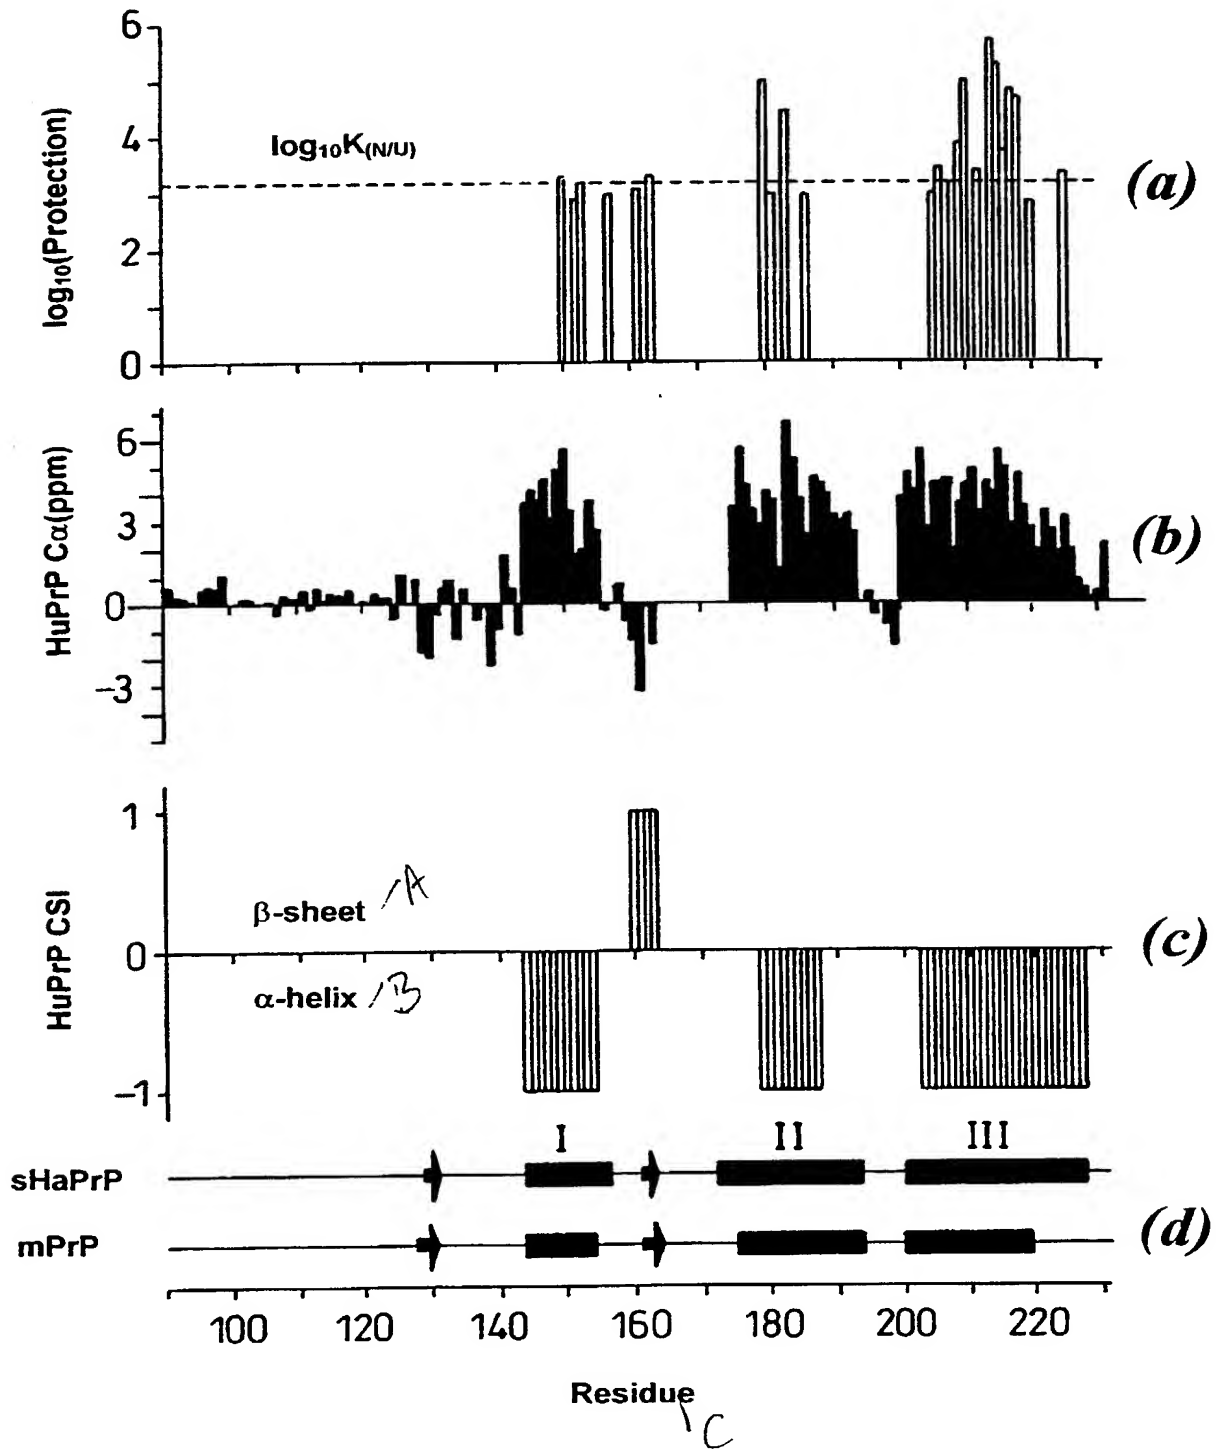 6
4
2
0
log₁₀(Protection)
log₁₀K(N/U)
(a)
6
3
0
−3
HuPrP Cα(ppm)
(b)
1
0
−1
HuPrP CSI
β-sheet A
α-helix B
(c)
I II III
sHaPrP
mPrP
(d)
100 120 140 160 180 200 220
Residue
C